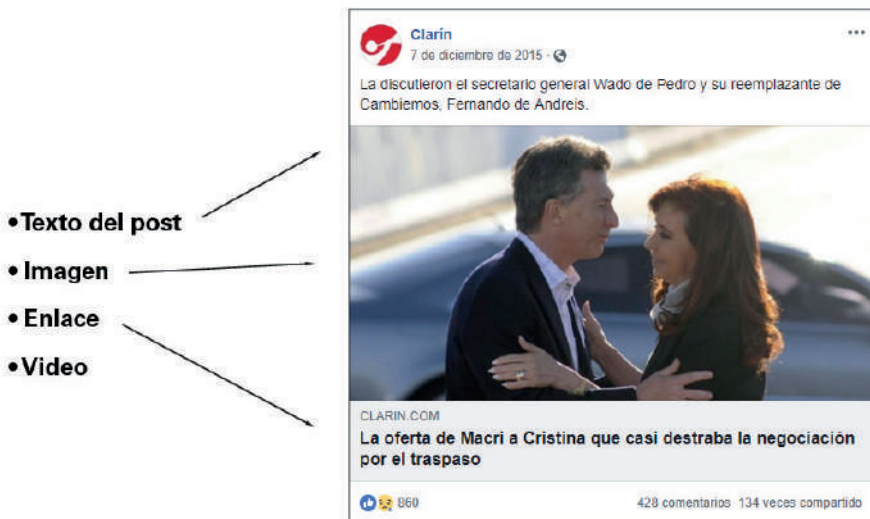 • Texto del post
• Imagen
• Enlace
• Video
Clarín
7 de diciembre de 2015 ·
La discutieron el secretario general Wado de Pedro y su reemplazante de
Cambiemos, Fernando de Andreis.
CLARIN.COM
La oferta de Macri a Cristina que casi destraba la negociación
por el traspaso
860
428 comentarios 134 veces compartido